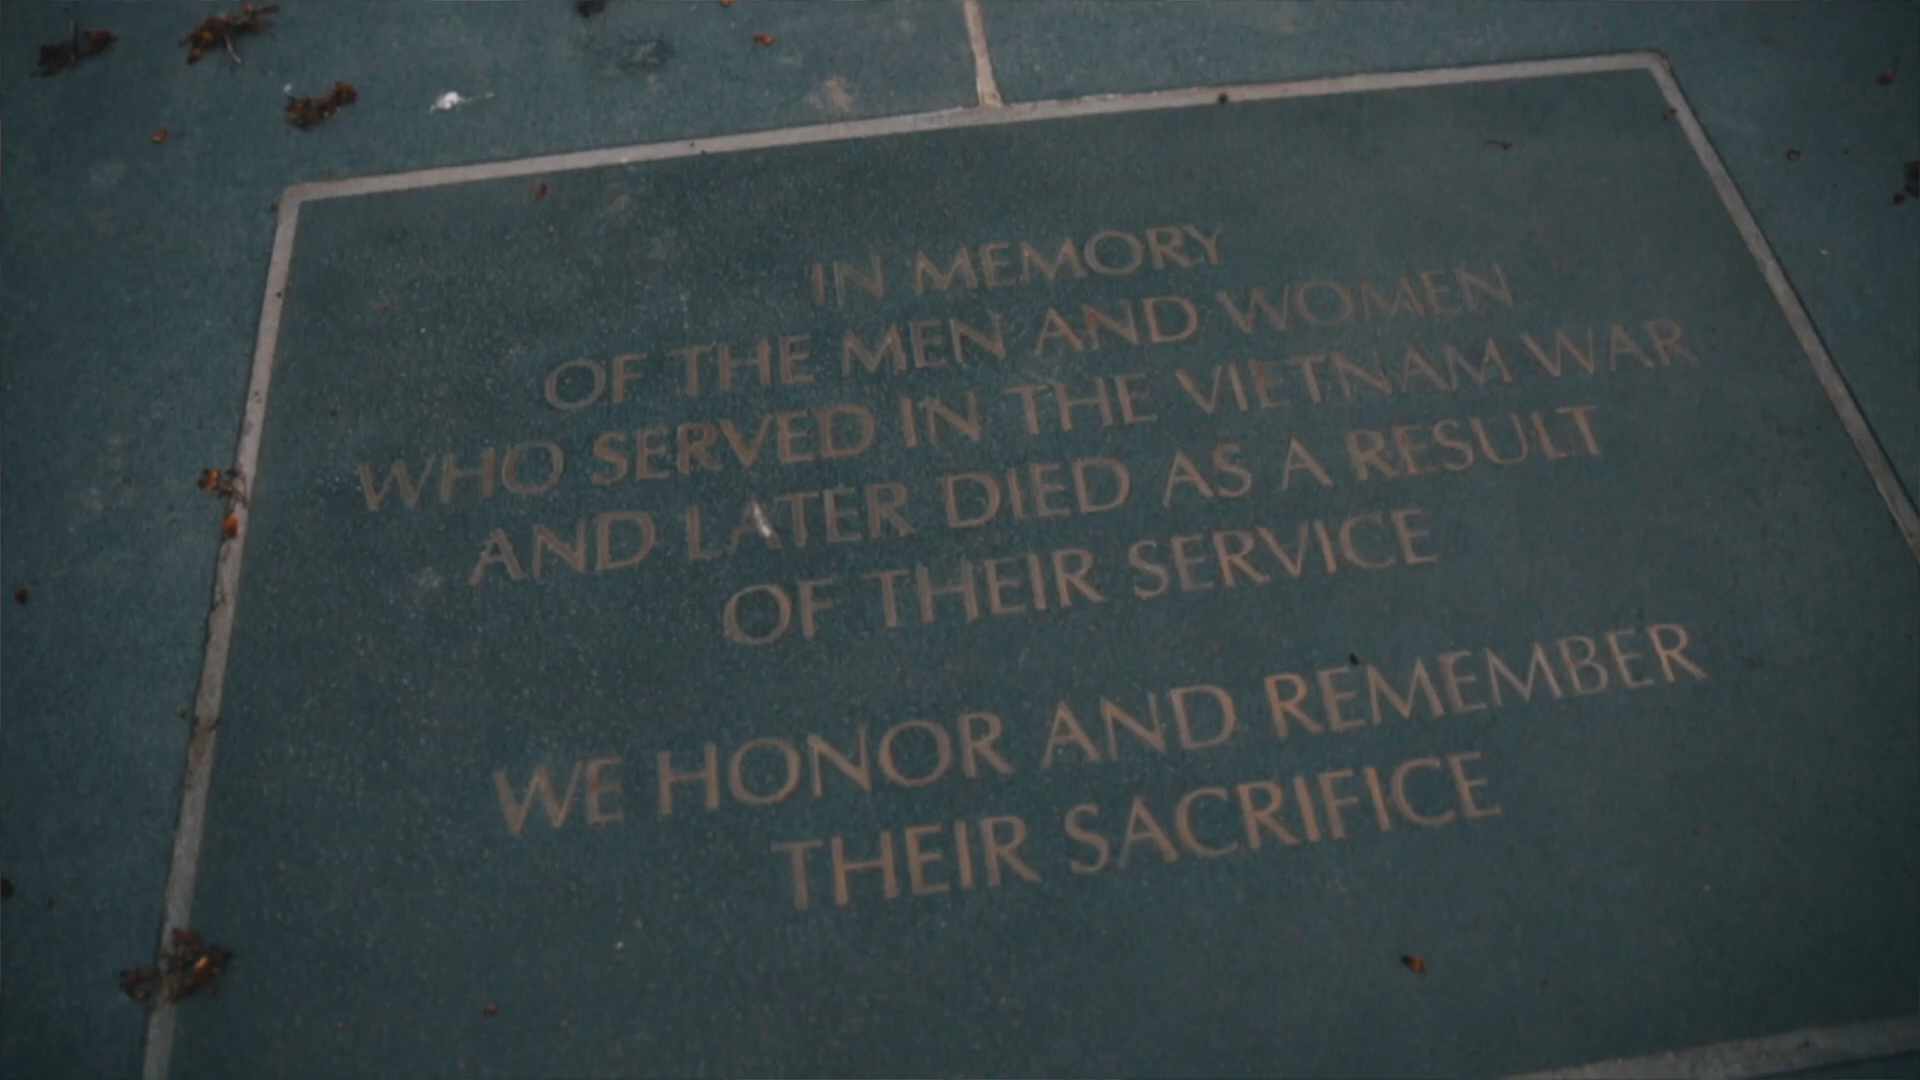 IN MEMORY
OF THE MEN AND WOMEN
WHO SERVED IN THE VIETNAM WAR
AND LATER DIED AS A RESULT
OF THEIR SERVICE
WE HONOR AND REMEMBER
THEIR SACRIFICE